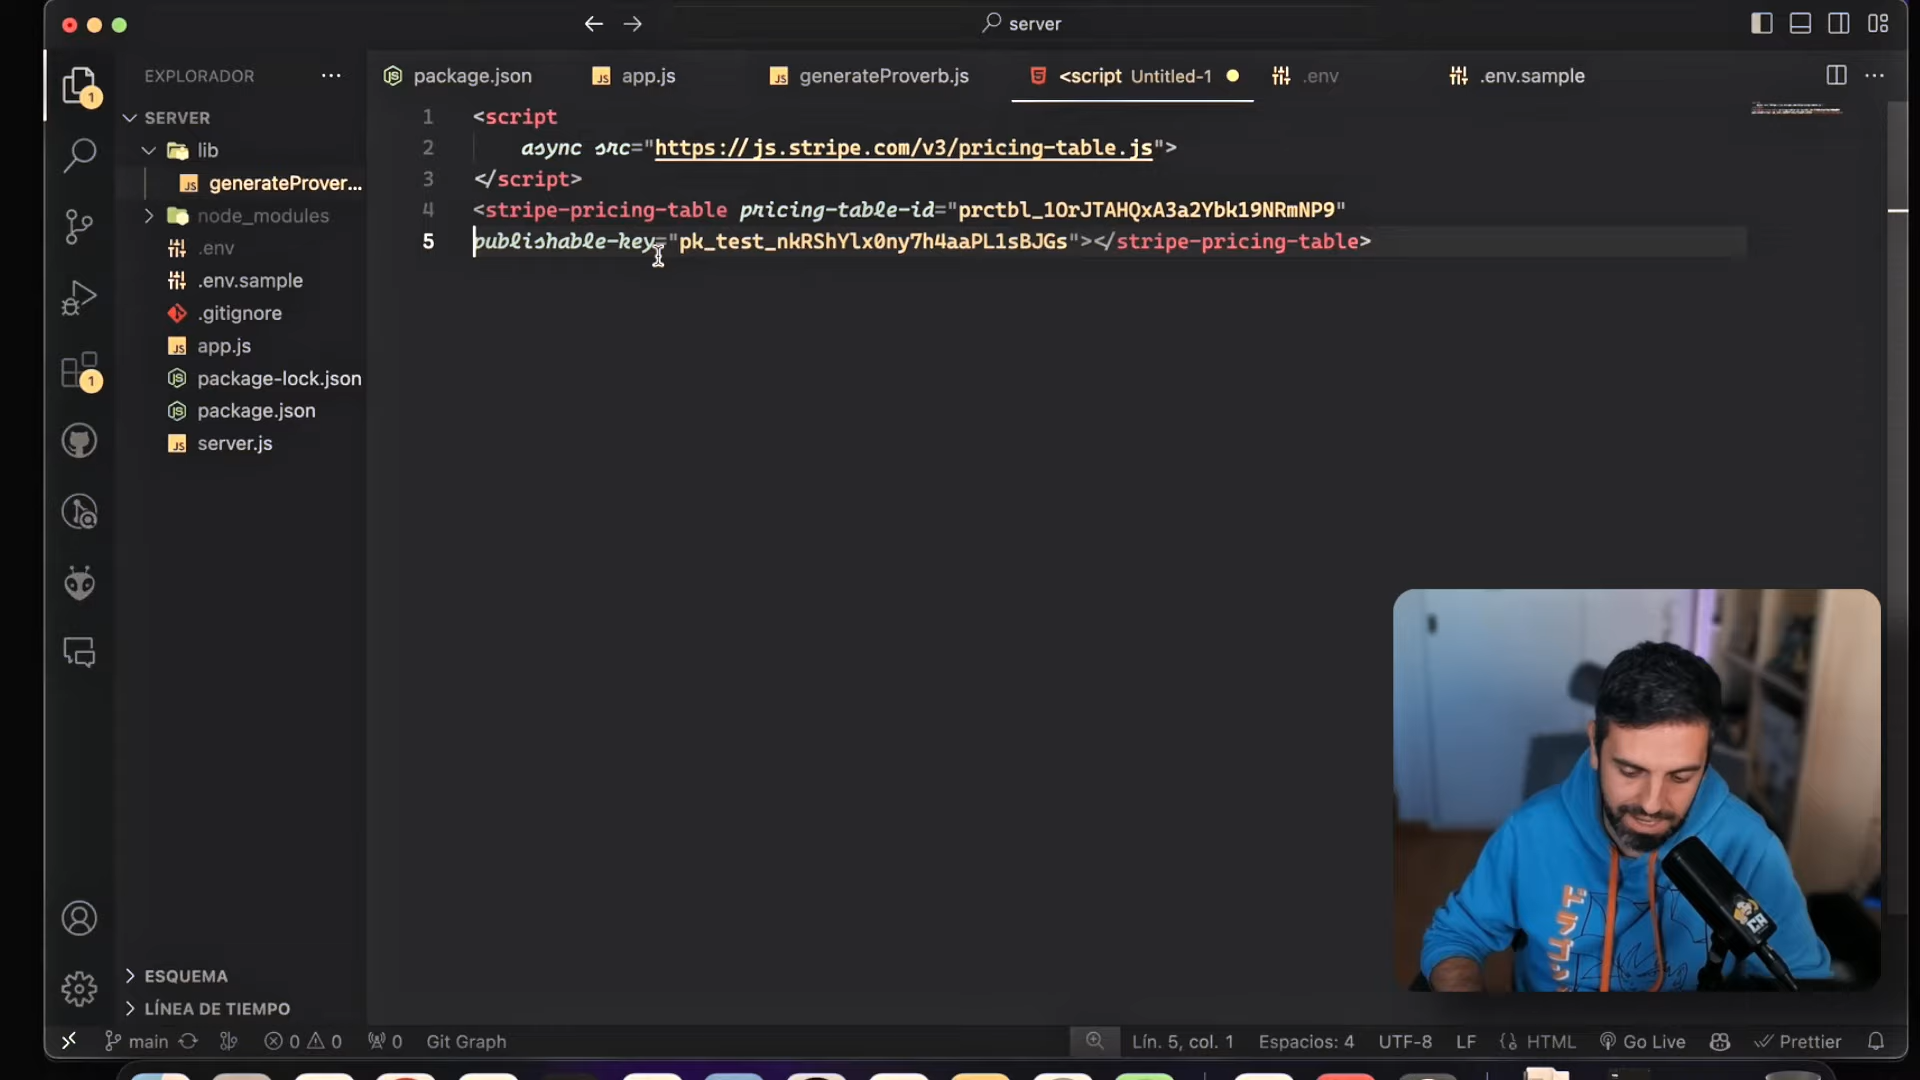 server
EXPLORADOR
package.json
app.js
generateProverb.js
<script Untitled-1
.env
.env.sample
SERVER
lib
generateProver...
node_modules
.env
.env.sample
.gitignore
app.js
package-lock.json
package.json
server.js
1 <script
2 async src="https://js.stripe.com/v3/pricing-table.js">
3 </script>
4 <stripe-pricing-table pricing-table-id="prctbl_1OrJTAHQxA3a2Ybk19NRmNP9"
5 publishable-key="pk_test_nkRShYlx0ny7h4aaPL1sBJGs"></stripe-pricing-table>
1
1
ESQUEMA
LÍNEA DE TIEMPO
main
0 0
0
Git Graph
Lín. 5, col. 1
Espacios: 4
UTF-8
LF
HTML
Go Live
Prettier